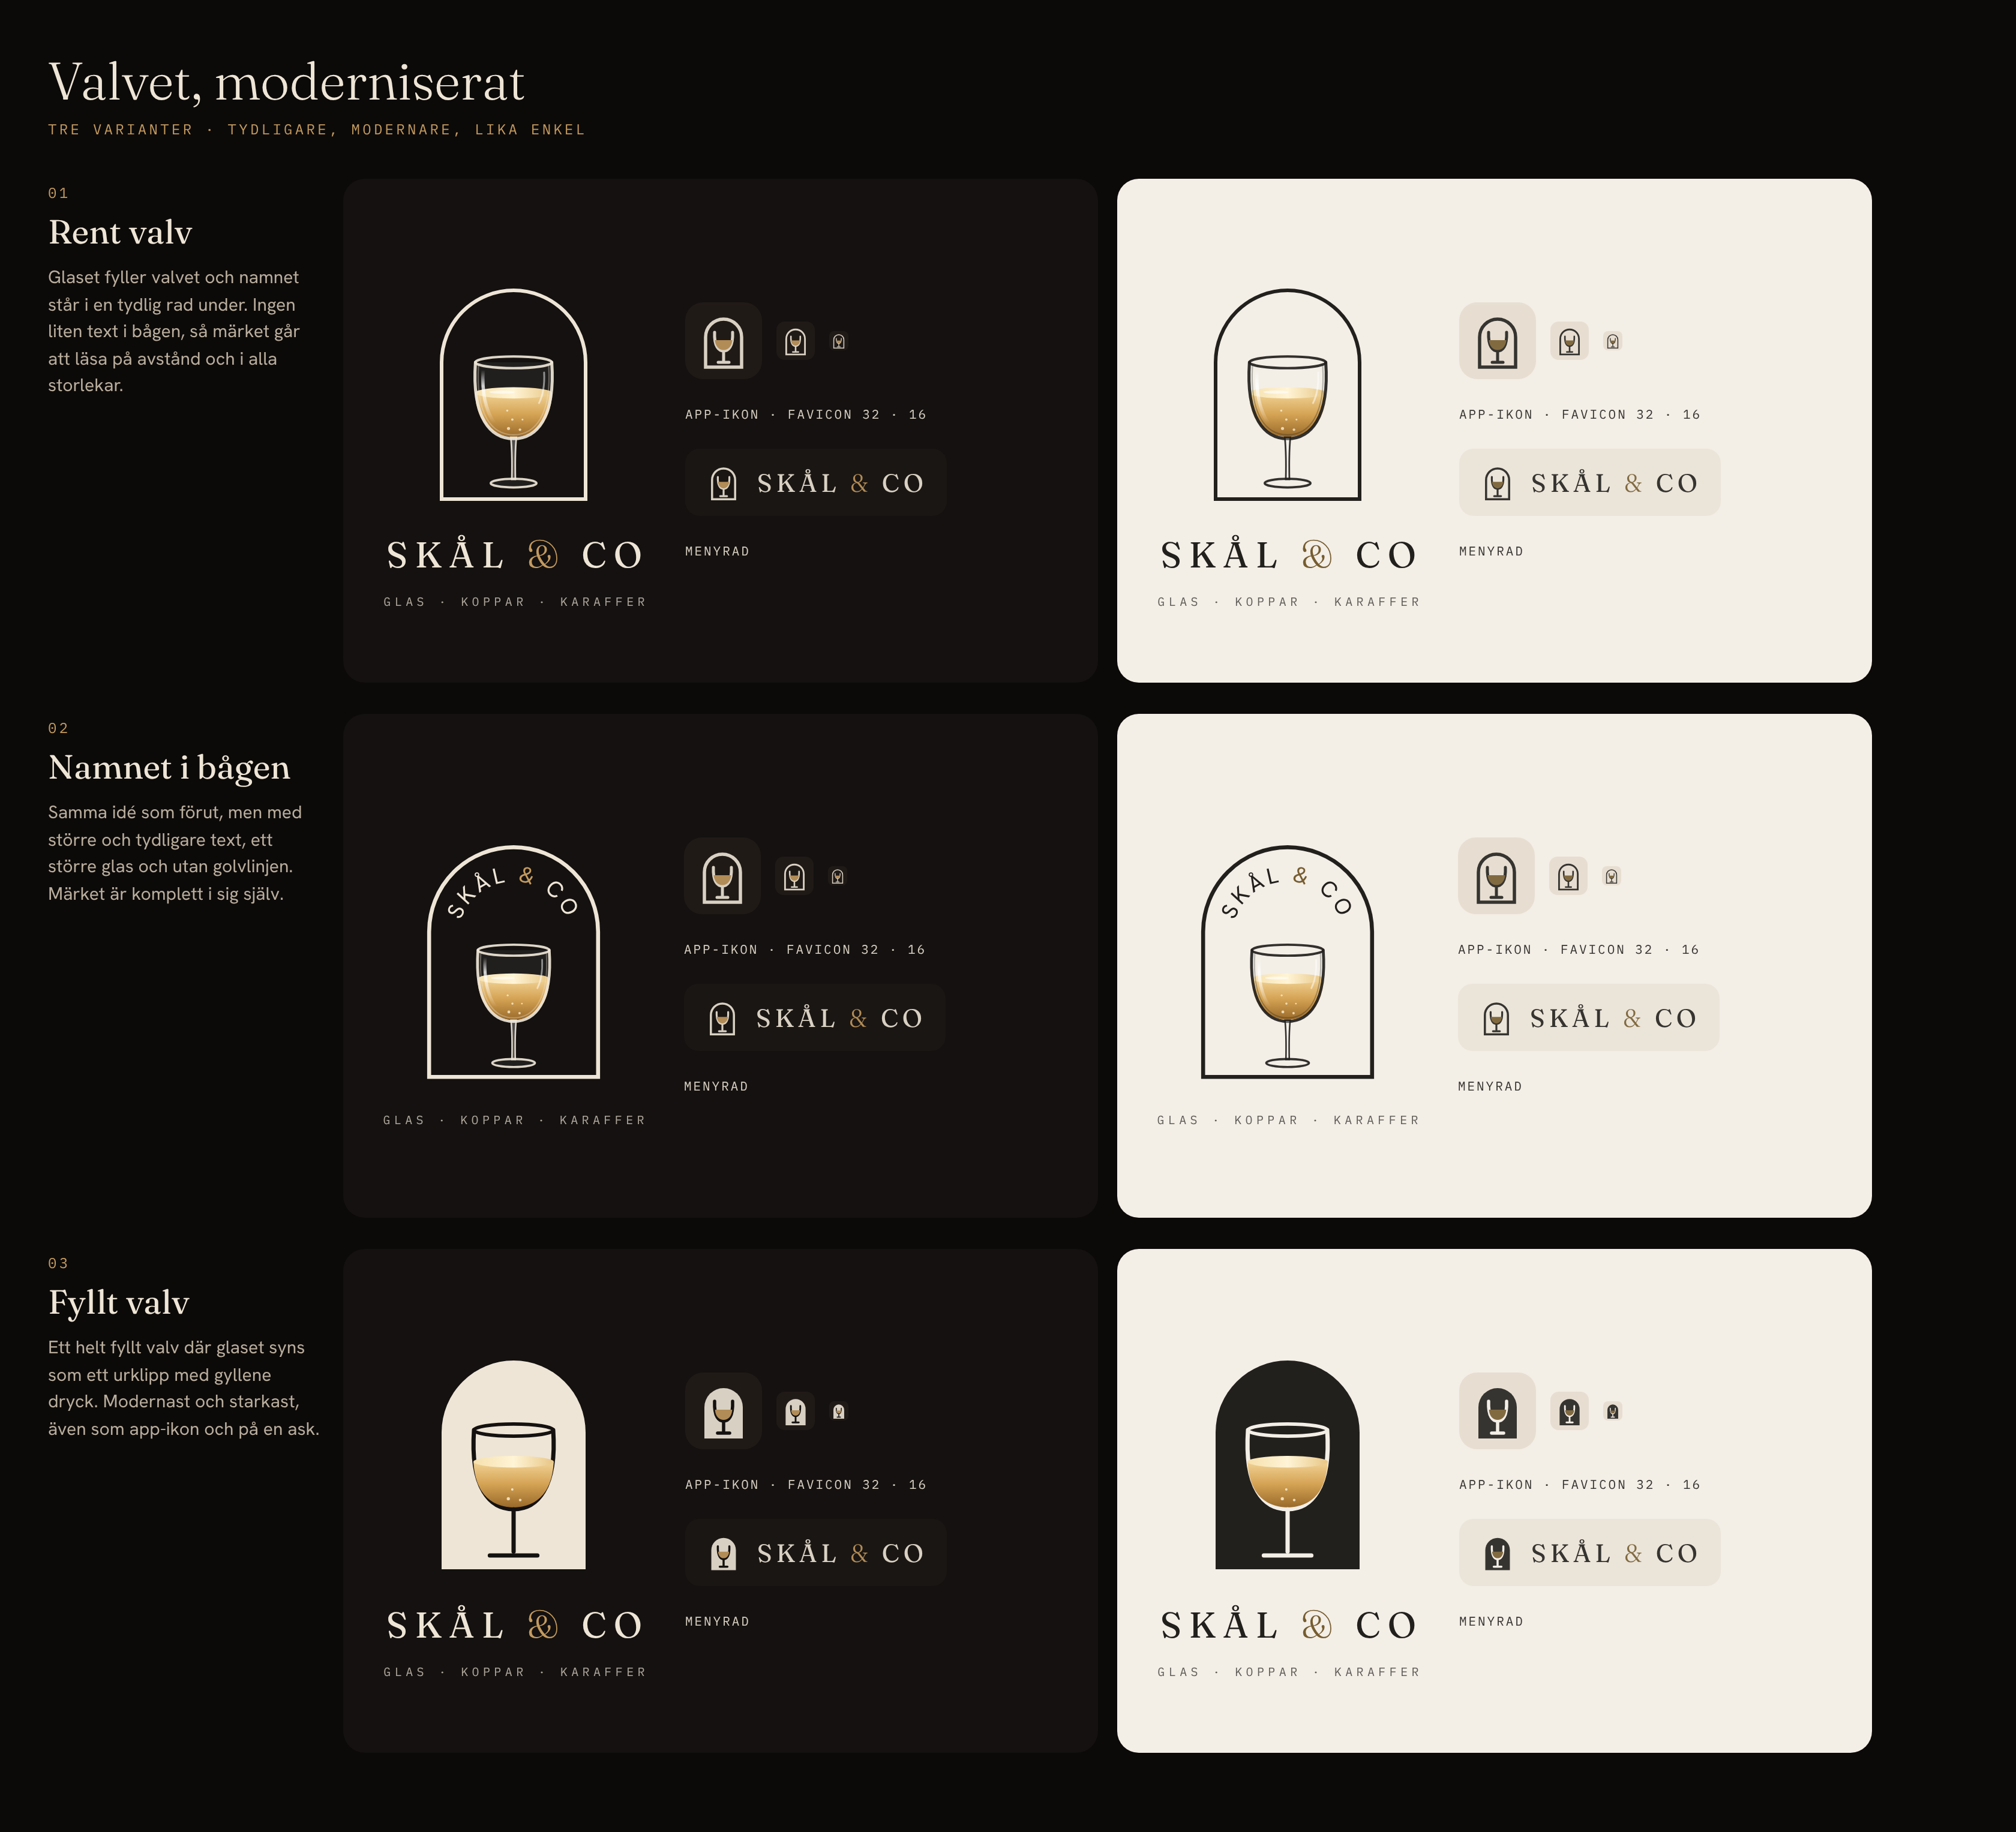 Valvet, moderniserat
TRE VARIANTER · TYDLIGARE, MODERNARE, LIKA ENKEL
01
Rent valv
Glaset fyller valvet och namnet
står i en tydlig rad under. Ingen
liten text i bågen, så märket går
att läsa på avstånd och i alla
storlekar.
SKÅL & CO
GLAS · KOPPAR · KARAFFER
APP-IKON · FAVICON 32 · 16
SKÅL & CO
MENYRAD
SKÅL & CO
GLAS · KOPPAR · KARAFFER
APP-IKON · FAVICON 32 · 16
SKÅL & CO
MENYRAD
02
Namnet i bågen
Samma idé som förut, men med
större och tydligare text, ett
större glas och utan golvlinjen.
Märket är komplett i sig själv.
SKÅL & CO
GLAS · KOPPAR · KARAFFER
APP-IKON · FAVICON 32 · 16
SKÅL & CO
MENYRAD
SKÅL & CO
GLAS · KOPPAR · KARAFFER
APP-IKON · FAVICON 32 · 16
SKÅL & CO
MENYRAD
03
Fyllt valv
Ett helt fyllt valv där glaset syns
som ett urklipp med gyllene
dryck. Modernast och starkast,
även som app-ikon och på en ask.
SKÅL & CO
GLAS · KOPPAR · KARAFFER
APP-IKON · FAVICON 32 · 16
SKÅL & CO
MENYRAD
SKÅL & CO
GLAS · KOPPAR · KARAFFER
APP-IKON · FAVICON 32 · 16
SKÅL & CO
MENYRAD